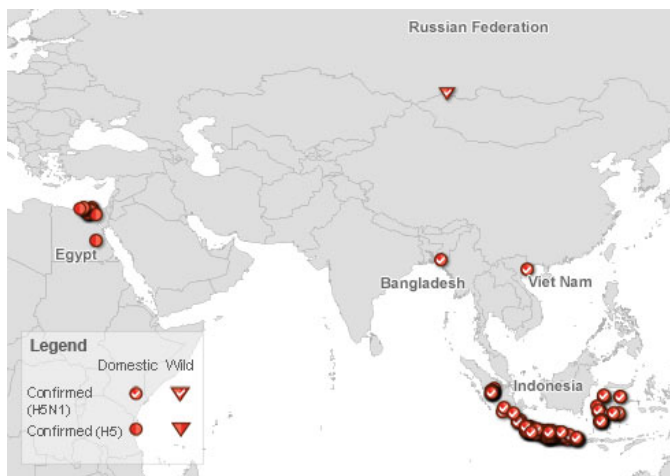 Russian Federation
Egypt
Bangladesh
Viet Nam
Indonesia
Legend
Domestic Wild
Confirmed
(H5N1)
Confirmed (H5)